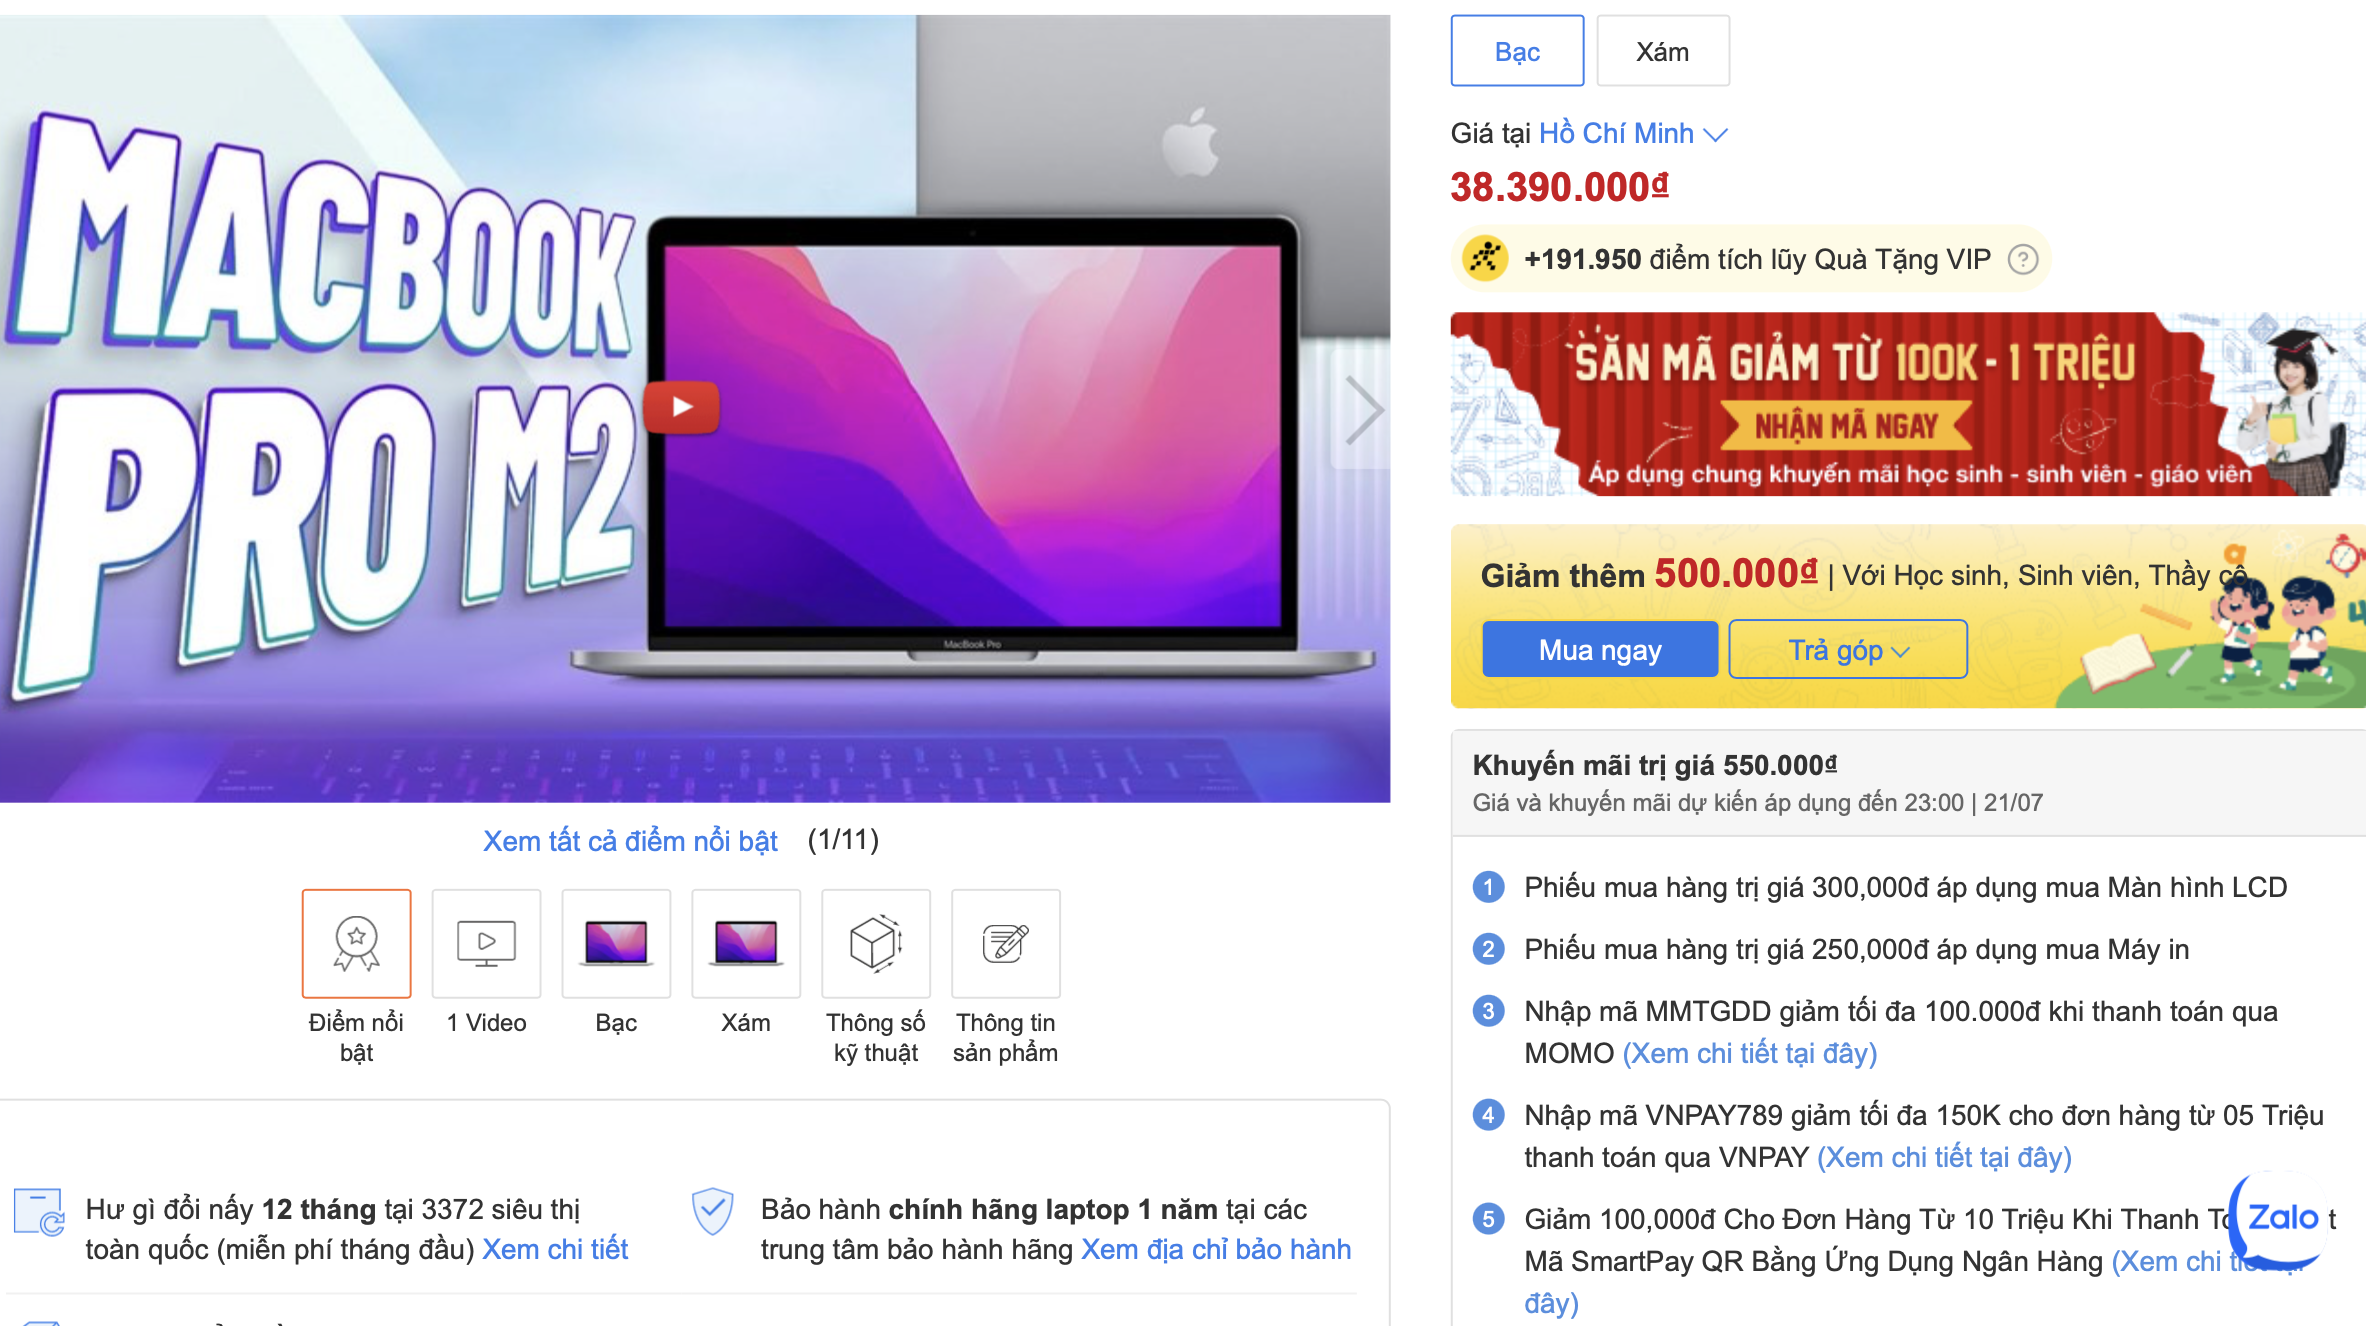 MACBOOK
PRO M2
MacBook Pro
Xem tất cả điểm nổi bật (1/11)
Điểm nổi bật
1 Video
Bạc
Xám
Thông số kỹ thuật
Thông tin sản phẩm
Hư gì đổi nấy 12 tháng tại 3372 siêu thị
toàn quốc (miễn phí tháng đầu) Xem chi tiết
Bảo hành chính hãng laptop 1 năm tại các
trung tâm bảo hành hãng Xem địa chỉ bảo hành
Bạc
Xám
Giá tại Hồ Chí Minh
38.390.000₫
+191.950 điểm tích lũy Quà Tặng VIP ?
SĂN MÃ GIẢM TỪ 100K - 1 TRIỆU
NHẬN MÃ NGAY
Áp dụng chung khuyến mãi học sinh - sinh viên - giáo viên
Giảm thêm 500.000₫ | Với Học sinh, Sinh viên, Thầy cô
Mua ngay
Trả góp
Khuyến mãi trị giá 550.000₫
Giá và khuyến mãi dự kiến áp dụng đến 23:00 | 21/07
1 Phiếu mua hàng trị giá 300,000đ áp dụng mua Màn hình LCD
2 Phiếu mua hàng trị giá 250,000đ áp dụng mua Máy in
3 Nhập mã MMTGDD giảm tối đa 100.000đ khi thanh toán qua
MOMO (Xem chi tiết tại đây)
4 Nhập mã VNPAY789 giảm tối đa 150K cho đơn hàng từ 05 Triệu
thanh toán qua VNPAY (Xem chi tiết tại đây)
5 Giảm 100,000đ Cho Đơn Hàng Từ 10 Triệu Khi Thanh
Mã SmartPay QR Bằng Ứng Dụng Ngân Hàng (Xem chi
đây)
Zalo